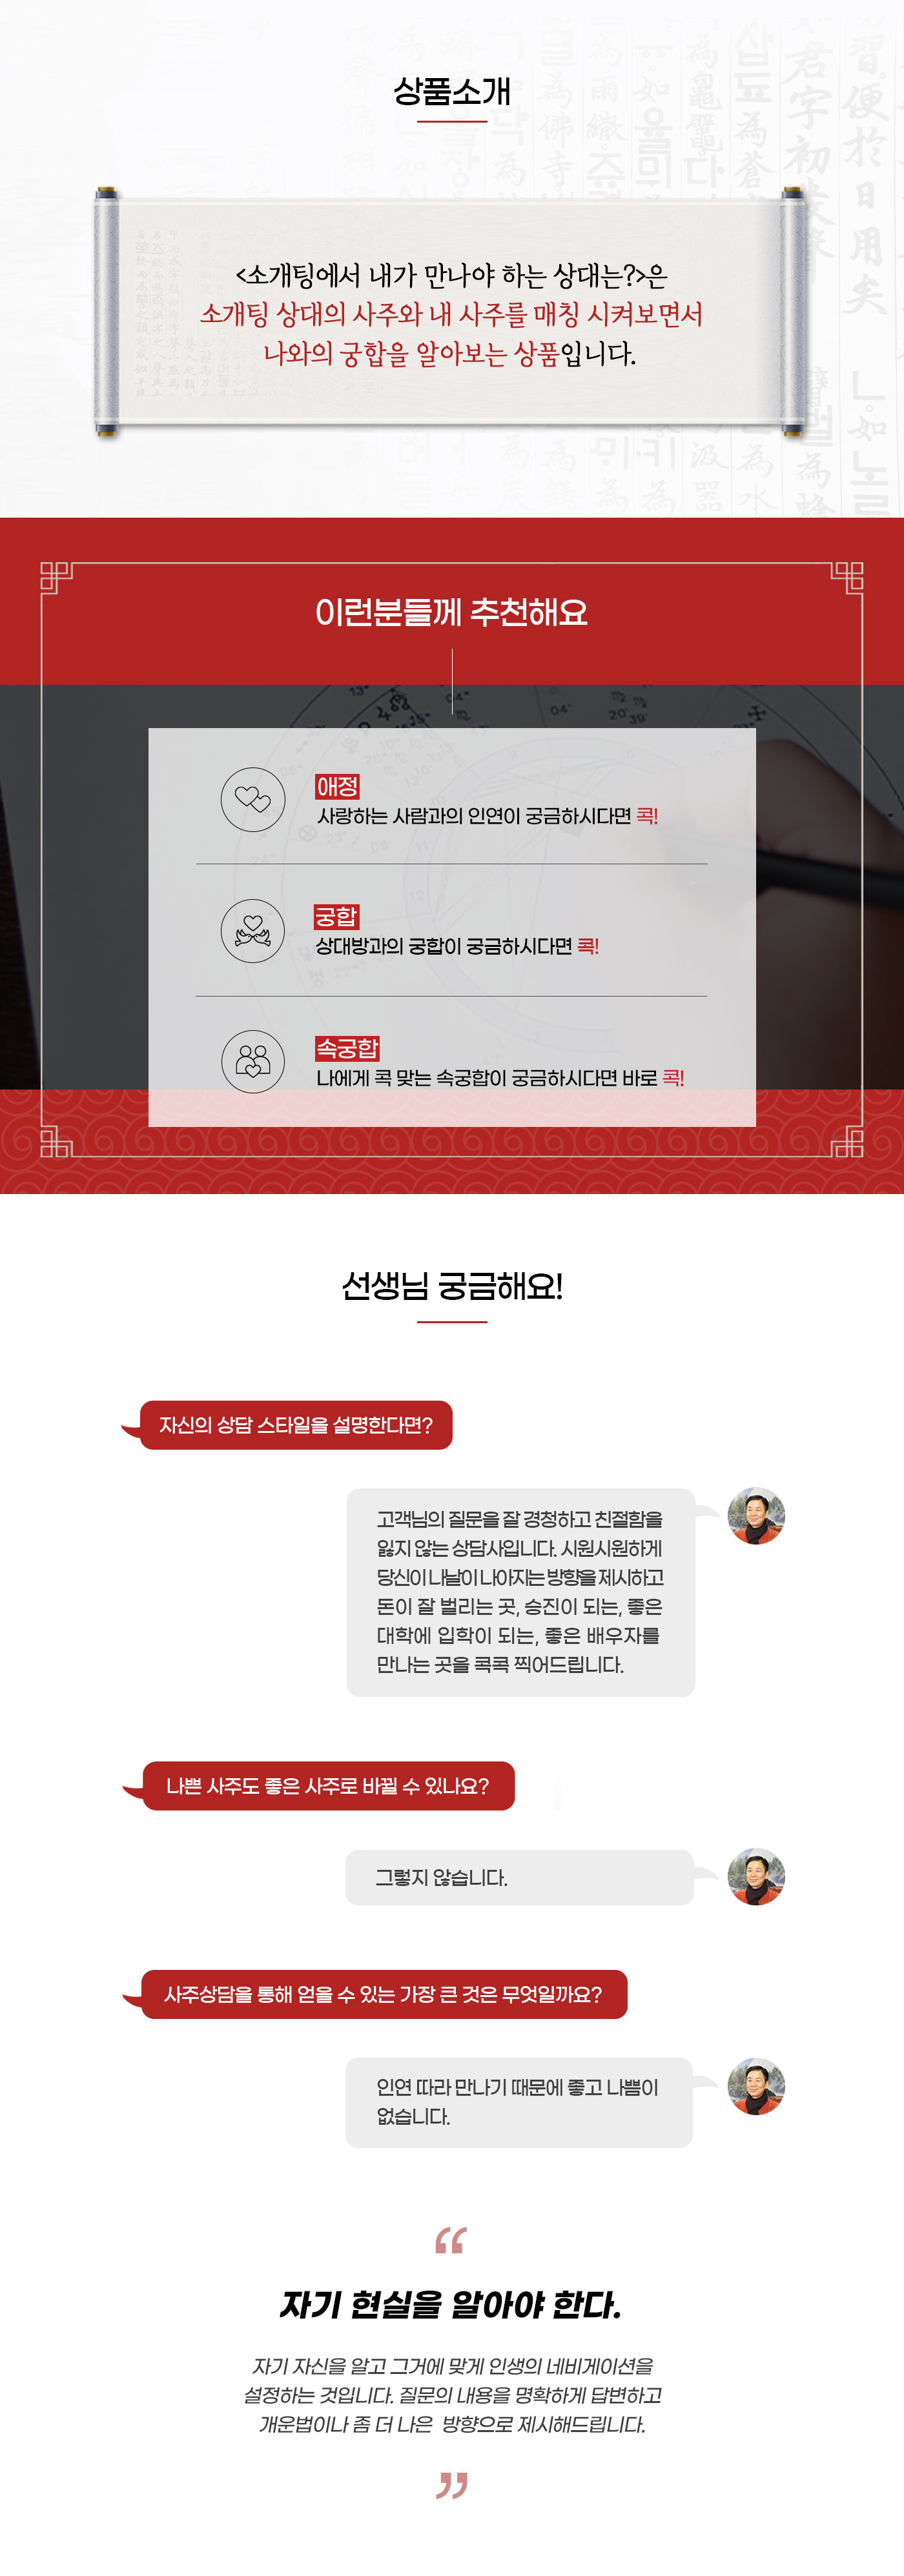 상품소개
<소개팅에서 내가 만나야 하는 상대는?>은
소개팅 상대의 사주와 내 사주를 매칭 시켜보면서
나와의 궁합을 알아보는 상품입니다.
이런분들께 추천해요
애정
사랑하는 사람과의 인연이 궁금하시다면 콕!
궁합
상대방과의 궁합이 궁금하시다면 콕!
속궁합
나에게 콕 맞는 속궁합이 궁금하시다면 바로 콕!
선생님 궁금해요!
자신의 상담 스타일을 설명한다면?
고객님의 질문을 잘 경청하고 친절함을
잃지 않는 상담사입니다. 시원시원하게
당신이 나날이 나아지는 방향을 제시하고
돈이 잘 벌리는 곳, 승진이 되는, 좋은
대학에 입학이 되는, 좋은 배우자를
만나는 곳을 콕콕 찍어드립니다.
나쁜 사주도 좋은 사주로 바뀔 수 있나요?
그렇지 않습니다.
사주상담을 통해 얻을 수 있는 가장 큰 것은 무엇일까요?
인연 따라 만나기 때문에 좋고 나쁨이
없습니다.
“
자기 현실을 알아야 한다.
자기 자신을 알고 그거에 맞게 인생의 네비게이션을
설정하는 것입니다. 질문의 내용을 명확하게 답변하고
개운법이나 좀 더 나은 방향으로 제시해드립니다.
”